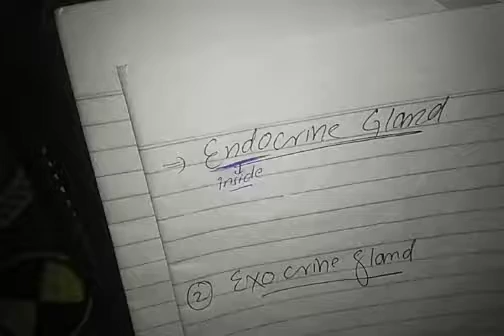 → Endocrine Gland
inside
② Exocrine gland